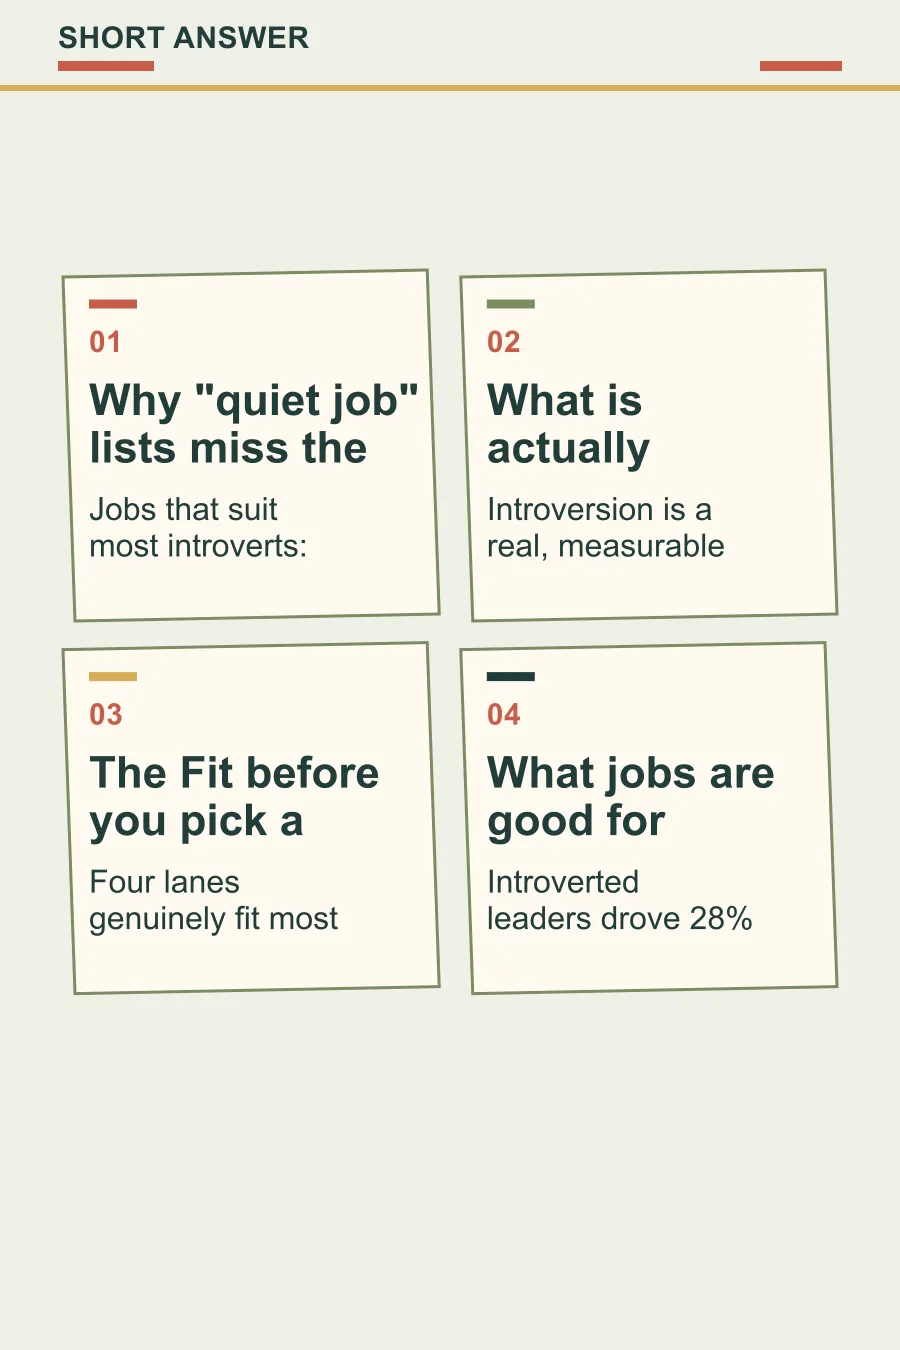 SHORT ANSWER
01
Why "quiet job"
lists miss the
Jobs that suit
most introverts:
02
What is
actually
Introversion is a
real, measurable
03
The Fit before
you pick a
Four lanes
genuinely fit most
04
What jobs are
good for
Introverted
leaders drove 28%